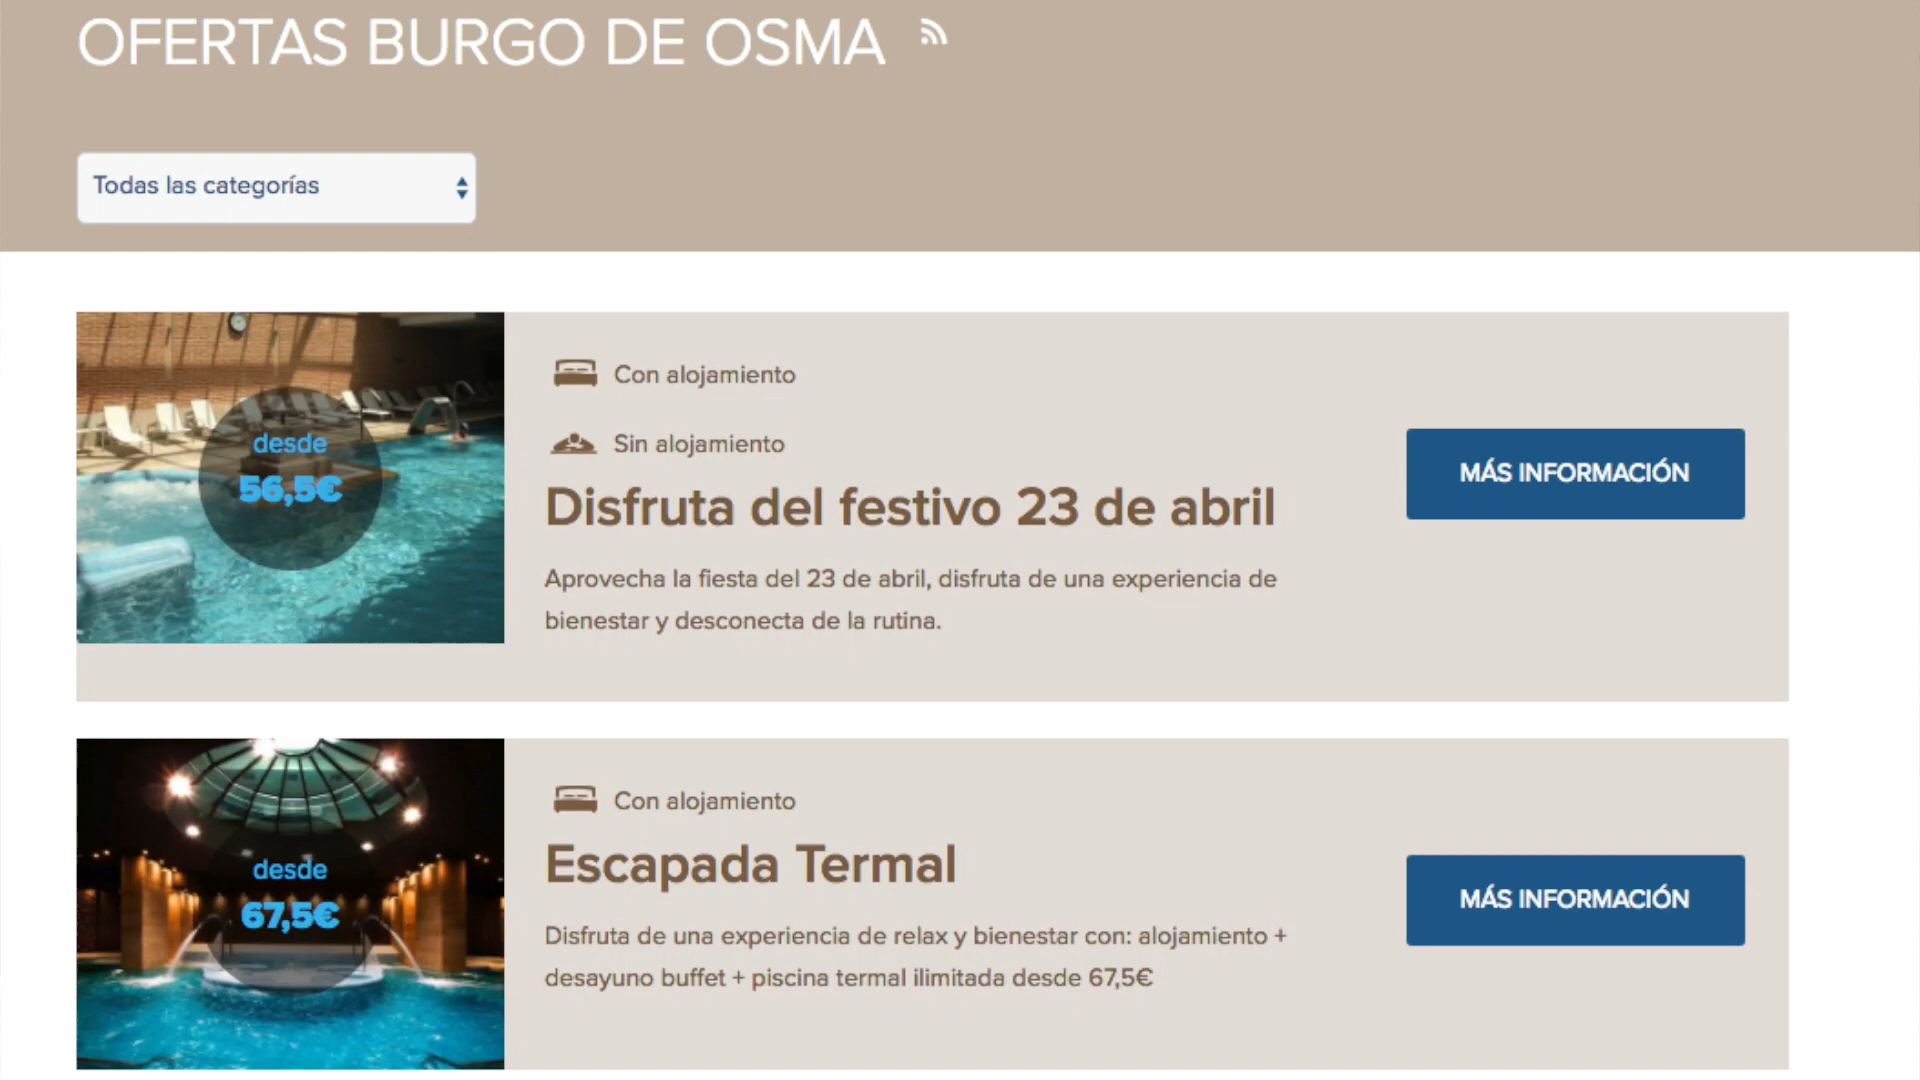 OFERTAS BURGO DE OSMA
Todas las categorías
desde
56,5€
Con alojamiento
Sin alojamiento
Disfruta del festivo 23 de abril
Aprovecha la fiesta del 23 de abril, disfruta de una experiencia de
bienestar y desconecta de la rutina.
MÁS INFORMACIÓN
desde
67,5€
Con alojamiento
Escapada Termal
Disfruta de una experiencia de relax y bienestar con: alojamiento +
desayuno buffet + piscina termal ilimitada desde 67,5€
MÁS INFORMACIÓN